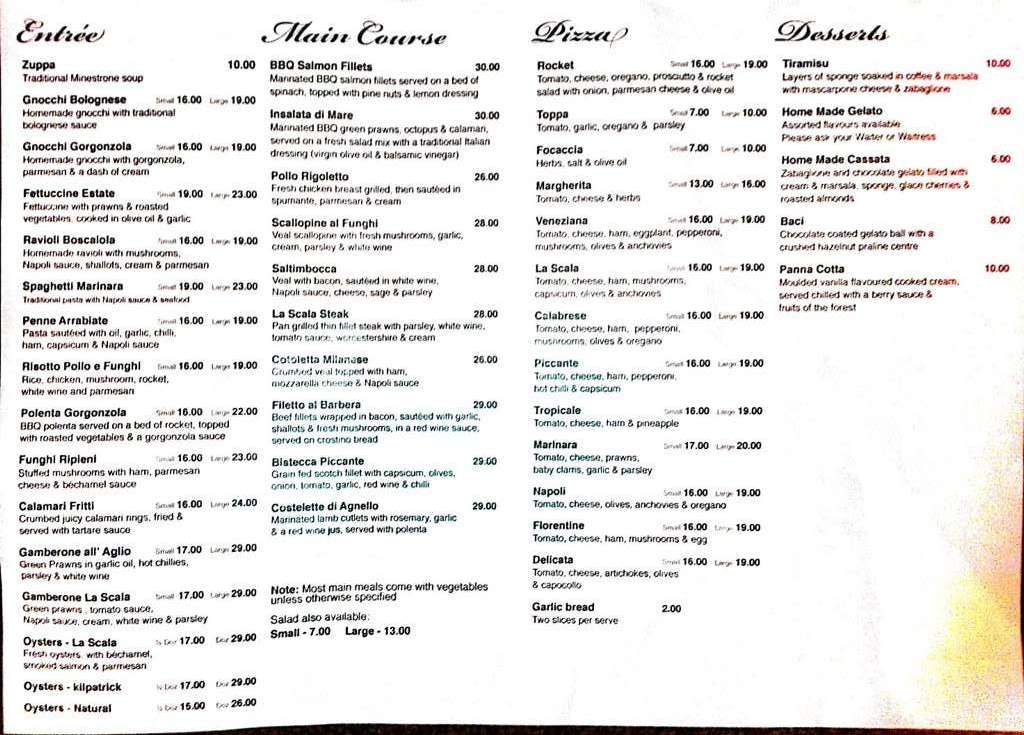 Entrée
Zuppa 10.00
Traditional Minestrone soup
Gnocchi Bolognese Small 16.00 Large 19.00
Homemade gnocchi with traditional
bolognese sauce
Gnocchi Gorgonzola Small 16.00 Large 19.00
Homemade gnocchi with gorgonzola,
parmesan & a dash of cream
Fettuccine Estate Small 19.00 Large 23.00
Fettuccine with prawns & roasted
vegetables, cooked in olive oil & garlic
Ravioli Boscaiola Small 16.00 Large 19.00
Homemade ravioli with mushrooms,
Napoli sauce, shallots, cream & parmesan
Spaghetti Marinara Small 19.00 Large 23.00
Traditional pasta with Napoli sauce & seafood
Penne Arrabiate Small 16.00 Large 19.00
Pasta sautéed with oil, garlic, chilli,
ham, capsicum & Napoli sauce
Risotto Pollo e Funghi Small 16.00 Large 19.00
Rice, chicken, mushroom, rocket,
white wine and parmesan
Polenta Gorgonzola Small 16.00 Large 22.00
BBQ polenta served on a bed of rocket, topped
with roasted vegetables & a gorgonzola sauce
Funghi Ripieni Small 16.00 Large 23.00
Stuffed mushrooms with ham, parmesan
cheese & béchamel sauce
Calamari Fritti Small 16.00 Large 24.00
Crumbed juicy calamari rings, fried &
served with tartare sauce
Gamberone all' Aglio Small 17.00 Large 29.00
Green Prawns in garlic oil, hot chillies,
parsley & white wine
Gamberone La Scala Small 17.00 Large 29.00
Green prawns, tomato sauce,
Napoli sauce, cream, white wine & parsley
Oysters - La Scala ½ Doz 17.00 Doz 29.00
Fresh oysters, with béchamel,
smoked salmon & parmesan
Oysters - kilpatrick ½ Doz 17.00 Doz 29.00
Oysters - Natural ½ Doz 15.00 Doz 26.00
Main Course
BBQ Salmon Fillets 30.00
Marinated BBQ salmon fillets served on a bed of
spinach, topped with pine nuts & lemon dressing
Insalata di Mare 30.00
Marinated BBQ green prawns, octopus & calamari,
served on a fresh salad mix with a traditional Italian
dressing (virgin olive oil & balsamic vinegar)
Pollo Rigoletto 26.00
Fresh chicken breast grilled, then sautéed in
spumante, parmesan & cream
Scallopine al Funghi 28.00
Veal scallopine with fresh mushrooms, garlic,
cream, parsley & white wine
Saltimbocca 28.00
Veal with bacon, sautéed in white wine,
Napoli sauce, cheese, sage & parsley
La Scala Steak 28.00
Pan grilled thin fillet steak with parsley, white wine,
tomato sauce, worcestershire & cream
Cotoletta Milanase 26.00
Crumbed veal topped with ham,
mozzarella cheese & Napoli sauce
Filetto al Barbera 29.00
Beef fillets wrapped in bacon, sautéed with garlic,
shallots & fresh mushrooms, in a red wine sauce,
served on crostino bread
Bistecca Piccante 29.00
Grain fed scotch fillet with capsicum, olives,
onion, tomato, garlic, red wine & chilli
Costelette di Agnello 29.00
Marinated lamb cutlets with rosemary, garlic
& a red wine jus, served with polenta
Note: Most main meals come with vegetables
unless otherwise specified
Salad also available:
Small - 7.00 Large - 13.00
Pizza
Rocket Small 16.00 Large 19.00
Tomato, cheese, oregano, prosciutto & rocket
salad with onion, parmesan cheese & olive oil
Toppa Small 7.00 Large 10.00
Tomato, garlic, oregano & parsley
Focaccia Small 7.00 Large 10.00
Herbs, salt & olive oil
Margherita Small 13.00 Large 16.00
Tomato, cheese & herbs
Veneziana Small 16.00 Large 19.00
Tomato, cheese, ham, eggplant, pepperoni,
mushrooms, olives & anchovies
La Scala Small 16.00 Large 19.00
Tomato, cheese, ham, mushrooms,
capsicum, olives & anchovies
Calabrese Small 16.00 Large 19.00
Tomato, cheese, ham, pepperoni,
mushrooms, olives & oregano
Piccante Small 16.00 Large 19.00
Tomato, cheese, ham, pepperoni,
hot chilli & capsicum
Tropicale Small 16.00 Large 19.00
Tomato, cheese, ham & pineapple
Marinara Small 17.00 Large 20.00
Tomato, cheese, prawns,
baby clams, garlic & parsley
Napoli Small 16.00 Large 19.00
Tomato, cheese, olives, anchovies & oregano
Florentine Small 16.00 Large 19.00
Tomato, cheese, ham, mushrooms & egg
Delicata Small 16.00 Large 19.00
Tomato, cheese, artichokes, olives
& capocollo
Garlic bread 2.00
Two slices per serve
Desserts
Tiramisu 10.00
Layers of sponge soaked in coffee & marsala
with mascarpone cheese & zabaglione
Home Made Gelato 6.00
Assorted flavours available
Please ask your Waiter or Waitress
Home Made Cassata 6.00
Zabaglione and chocolate gelato filled with
cream & marsala, sponge, glace cherries &
roasted almonds
Baci 8.00
Chocolate coated gelato ball with a
crushed hazelnut praline centre
Panna Cotta 10.00
Moulded vanilla flavoured cooked cream,
served chilled with a berry sauce &
fruits of the forest